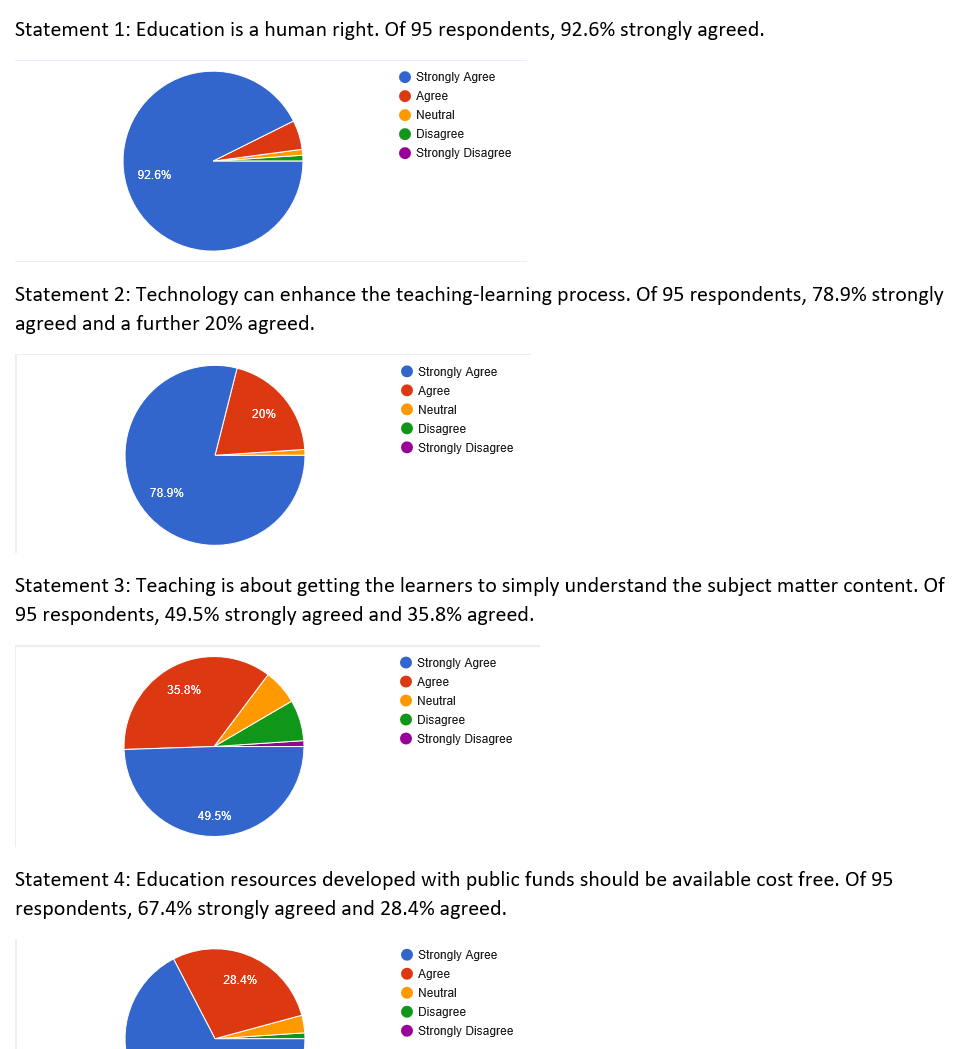 Statement 1: Education is a human right. Of 95 respondents, 92.6% strongly agreed.
Strongly Agree
Agree
Neutral
Disagree
Strongly Disagree
92.6%
Statement 2: Technology can enhance the teaching-learning process. Of 95 respondents, 78.9% strongly
agreed and a further 20% agreed.
Strongly Agree
Agree
Neutral
Disagree
Strongly Disagree
20%
78.9%
Statement 3: Teaching is about getting the learners to simply understand the subject matter content. Of
95 respondents, 49.5% strongly agreed and 35.8% agreed.
Strongly Agree
Agree
Neutral
Disagree
Strongly Disagree
35.8%
49.5%
Statement 4: Education resources developed with public funds should be available cost free. Of 95
respondents, 67.4% strongly agreed and 28.4% agreed.
Strongly Agree
Agree
Neutral
Disagree
Strongly Disagree
28.4%